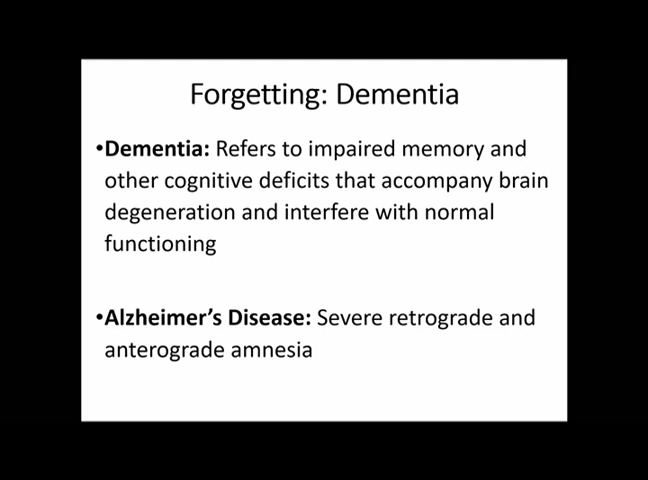 Forgetting: Dementia
•Dementia: Refers to impaired memory and
other cognitive deficits that accompany brain
degeneration and interfere with normal
functioning
•Alzheimer’s Disease: Severe retrograde and
anterograde amnesia